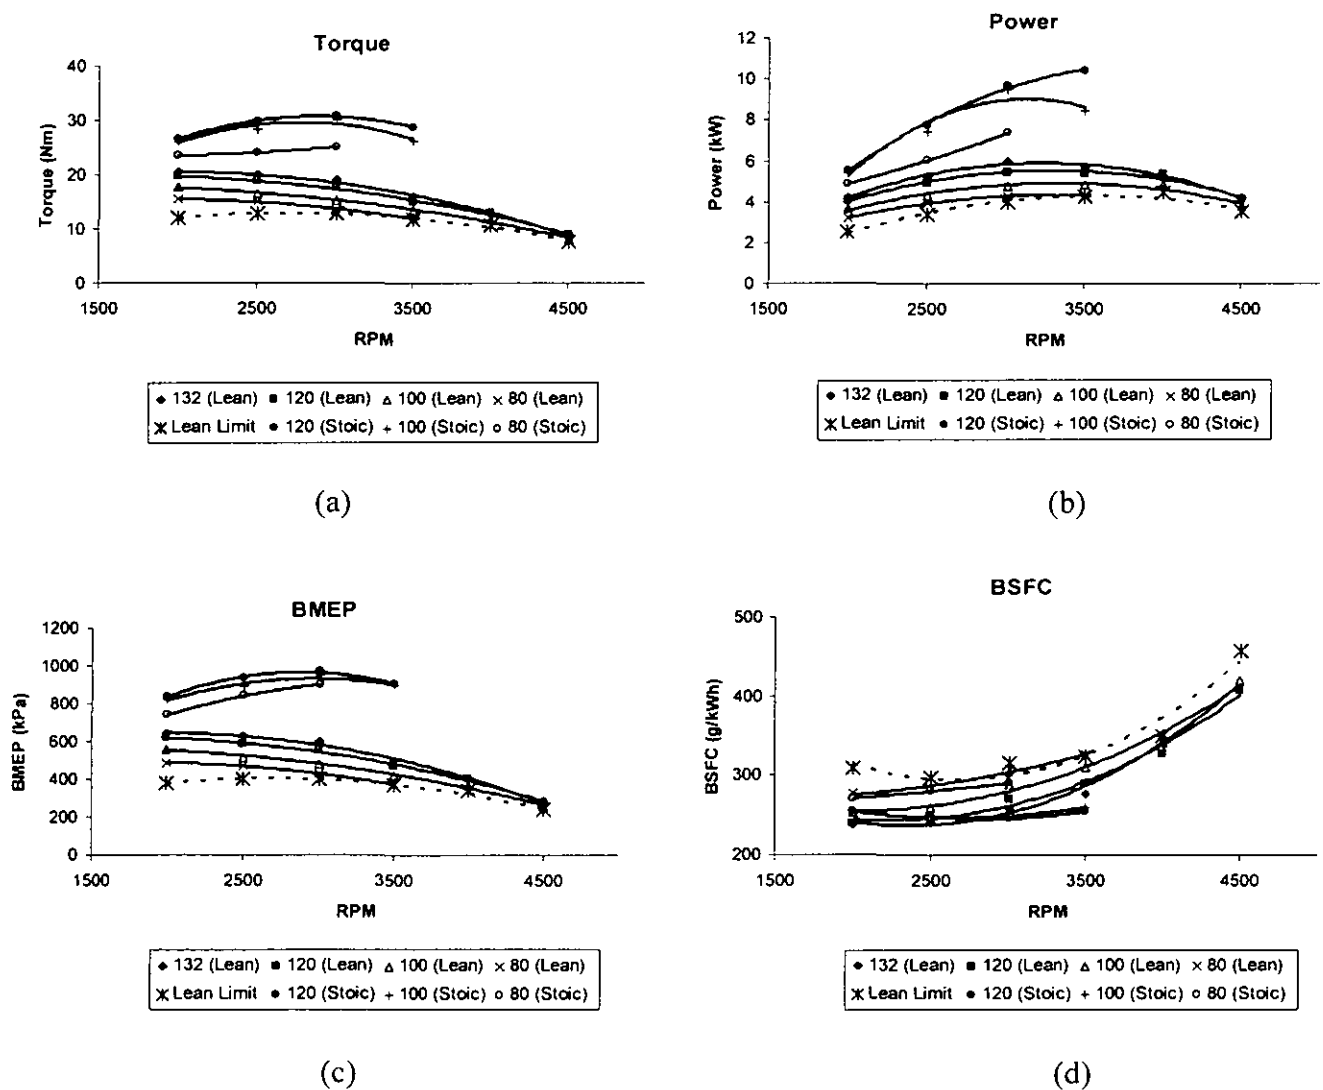 Torque
40
30
20
10
0
Torque (Nm)
1500 2500 3500 4500
RPM
132 (Lean) 120 (Lean) 100 (Lean) 80 (Lean)
Lean Limit 120 (Stoic) 100 (Stoic) 80 (Stoic)
(a)
Power
12
10
8
6
4
2
0
Power (kW)
1500 2500 3500 4500
RPM
132 (Lean) 120 (Lean) 100 (Lean) 80 (Lean)
Lean Limit 120 (Stoic) 100 (Stoic) 80 (Stoic)
(b)
BMEP
1200
1000
800
600
400
200
0
BMEP (kPa)
1500 2500 3500 4500
RPM
132 (Lean) 120 (Lean) 100 (Lean) 80 (Lean)
Lean Limit 120 (Stoic) 100 (Stoic) 80 (Stoic)
(c)
BSFC
500
400
300
200
BSFC (g/kWh)
1500 2500 3500 4500
RPM
132 (Lean) 120 (Lean) 100 (Lean) 80 (Lean)
Lean Limit 120 (Stoic) 100 (Stoic) 80 (Stoic)
(d)